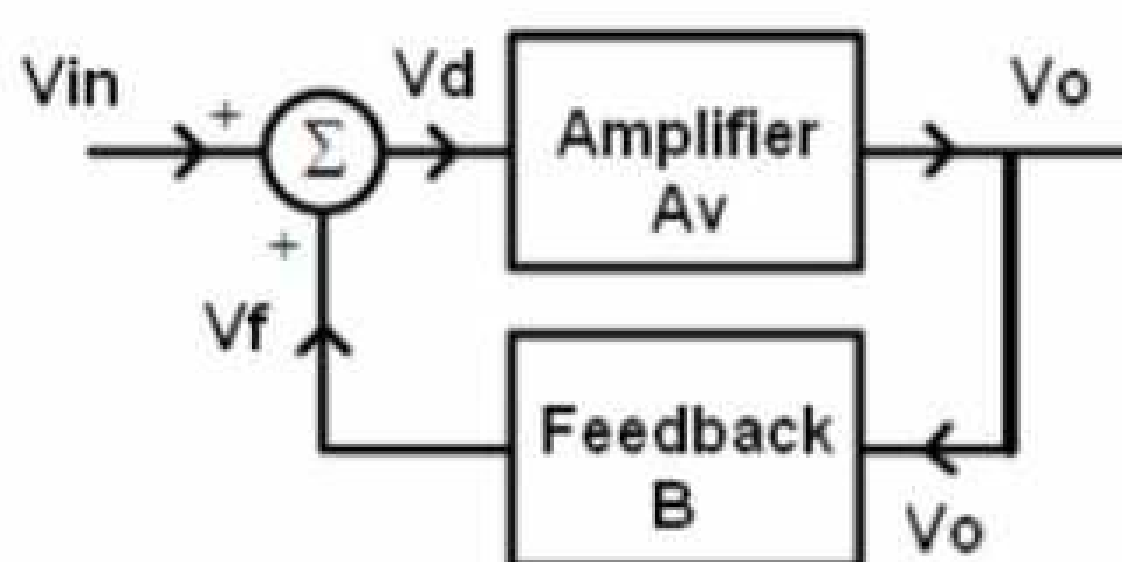 Vin
+
Σ
Vd
Amplifier
Av
Vo
+
Vf
Feedback
B
Vo